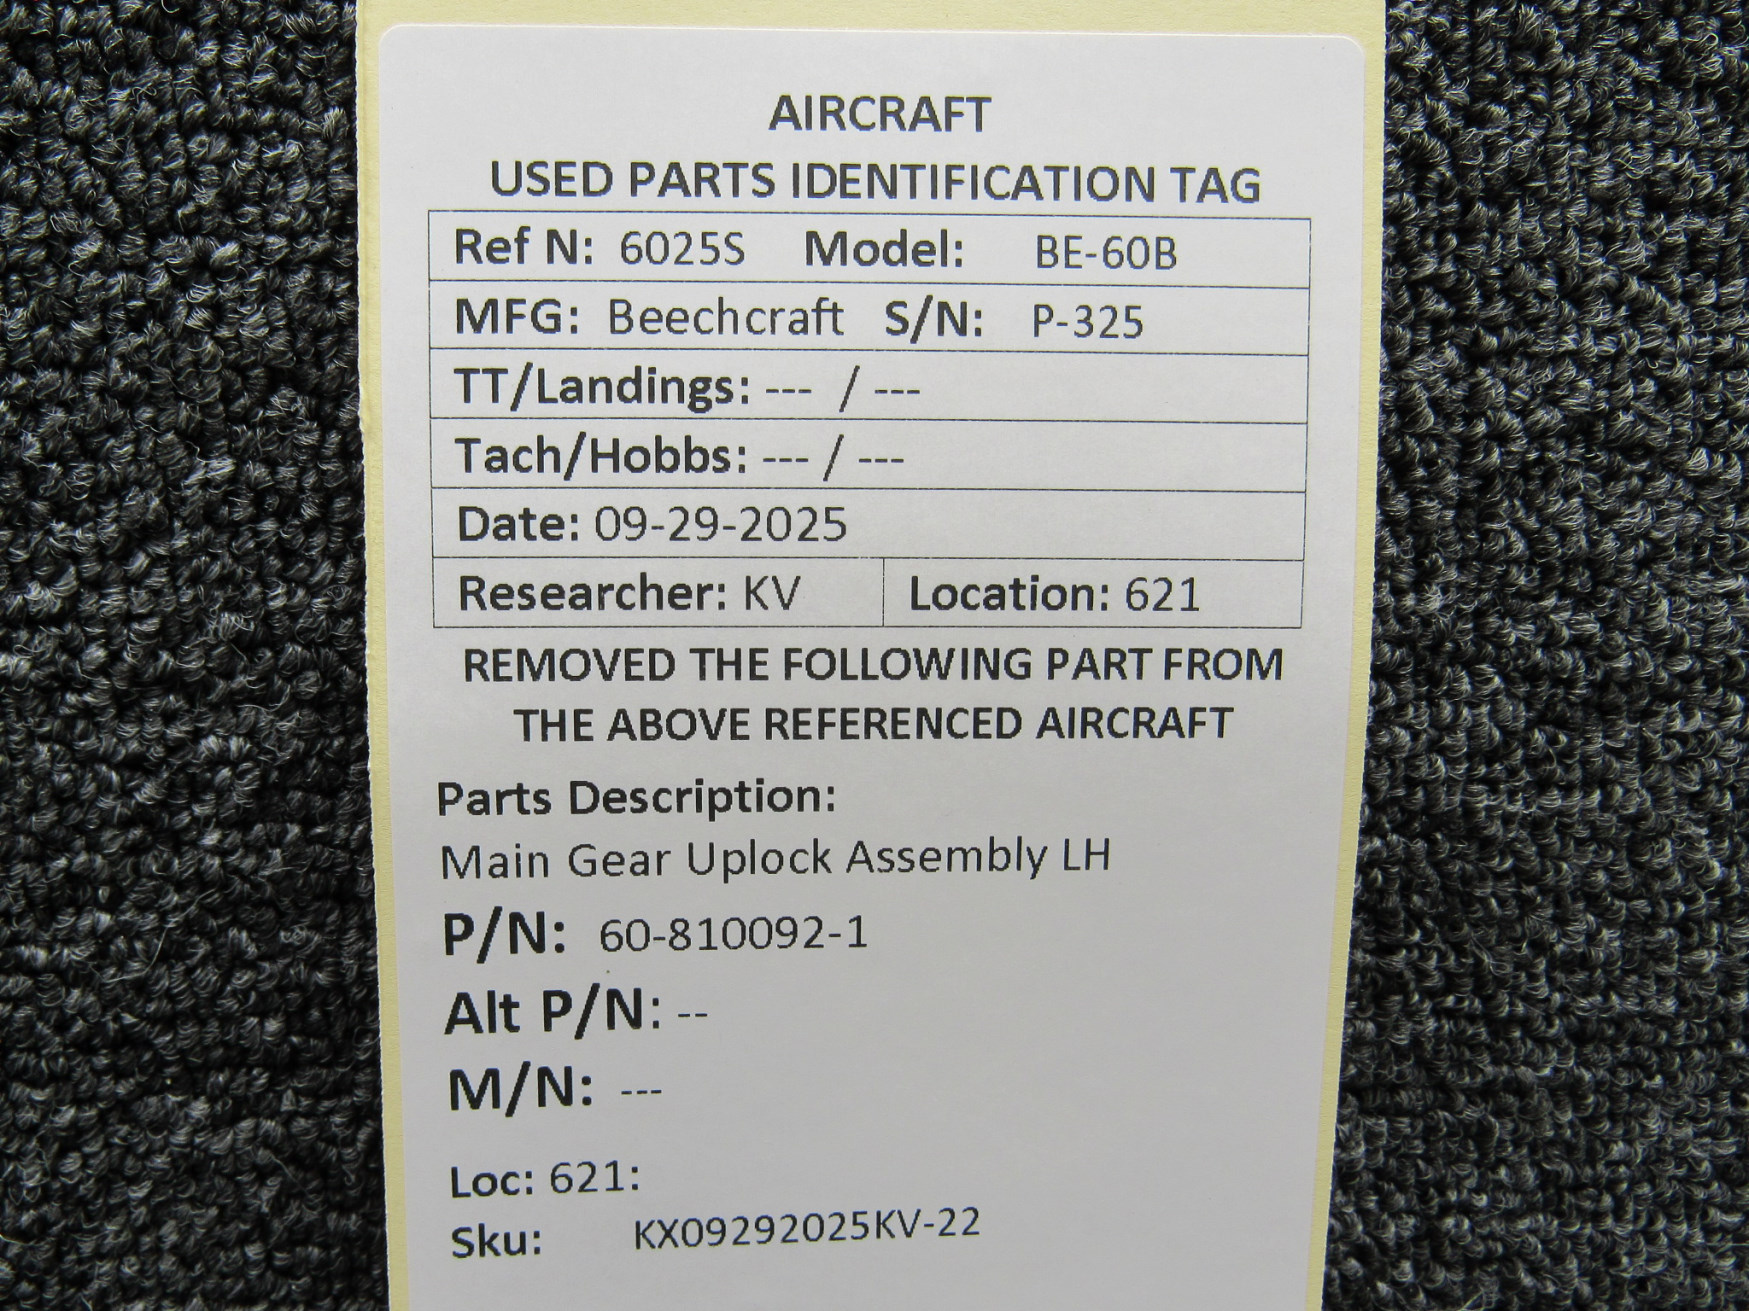 AIRCRAFT
USED PARTS IDENTIFICATION TAG
Ref N: 6025S Model: BE-60B
MFG: Beechcraft S/N: P-325
TT/Landings: --- / ---
Tach/Hobbs: --- / ---
Date: 09-29-2025
Researcher: KV Location: 621
REMOVED THE FOLLOWING PART FROM
THE ABOVE REFERENCED AIRCRAFT
Parts Description:
Main Gear Uplock Assembly LH
P/N: 60-810092-1
Alt P/N: --
M/N: ---
Loc: 621:
Sku: KX09292025KV-22